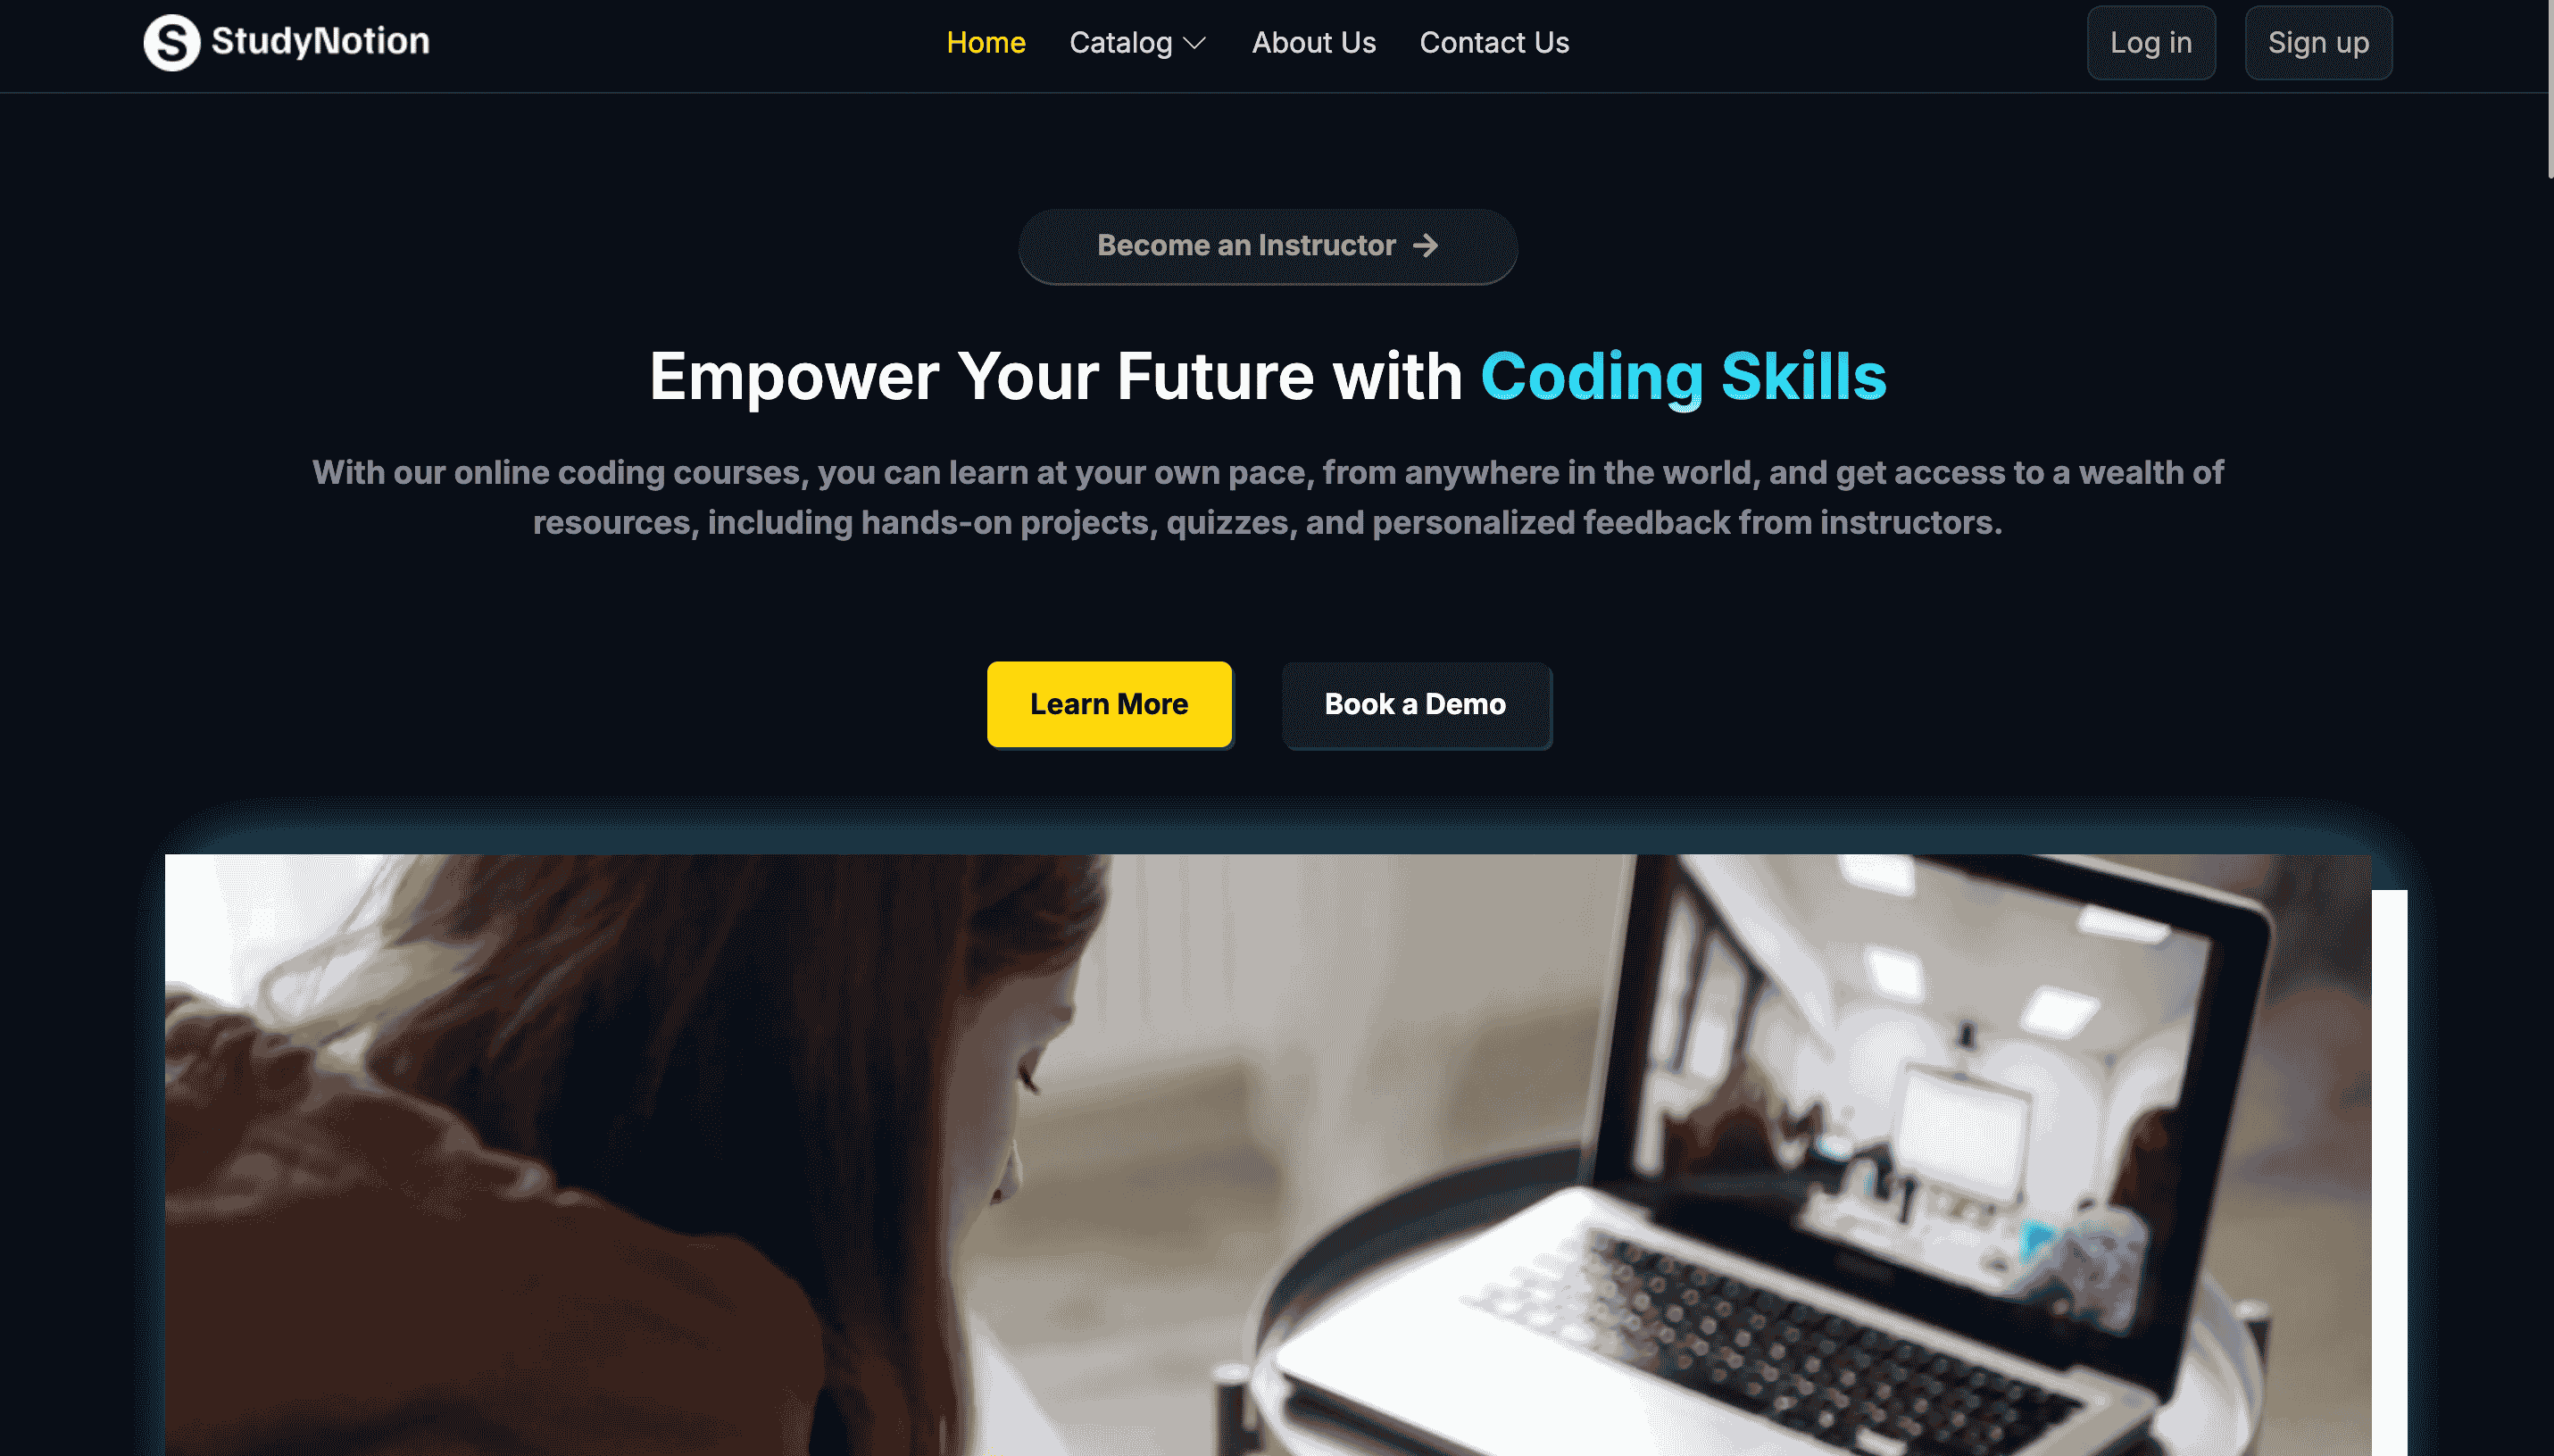 StudyNotion
Home
Catalog
About Us
Contact Us
Log in
Sign up
Become an Instructor
Empower Your Future with Coding Skills
With our online coding courses, you can learn at your own pace, from anywhere in the world, and get access to a wealth of
resources, including hands-on projects, quizzes, and personalized feedback from instructors.
Learn More
Book a Demo